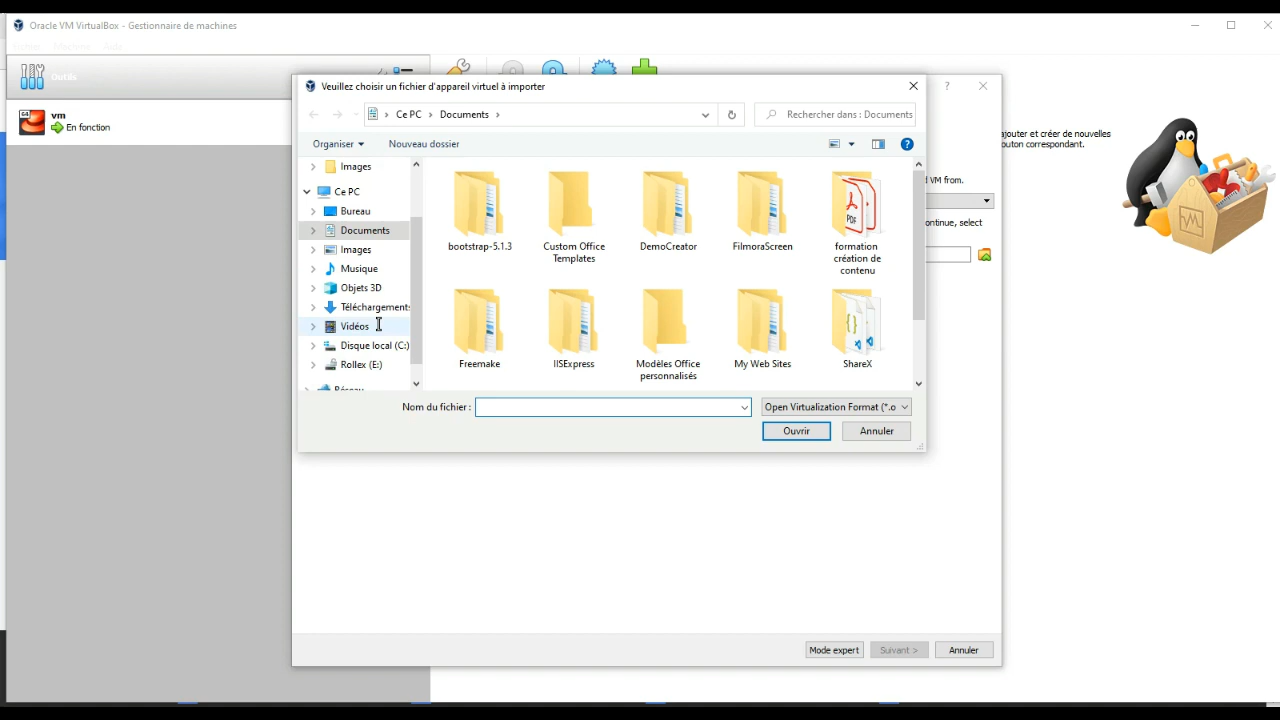 Oracle VM VirtualBox - Gestionnaire de machines
Outils
64
vm
En fonction
Veuillez choisir un fichier d'appareil virtuel à importer
Ce PC
Documents
Rechercher dans : Documents
Organiser
Nouveau dossier
Images
Ce PC
Bureau
Documents
Images
Musique
Objets 3D
Téléchargements
Vidéos
Disque local (C:)
Rollex (E:)
Réseau
bootstrap-5.1.3
Custom Office
Templates
DemoCreator
FilmoraScreen
PDF
formation
création de
contenu
Freemake
IISExpress
Modèles Office
personnalisés
My Web Sites
ShareX
Nom du fichier :
Open Virtualization Format (*.o
Ouvrir
Annuler
?
VM from.
ontinue, select
ajouter et créer de nouvelles
outon correspondant.
Mode expert
Suivant >
Annuler